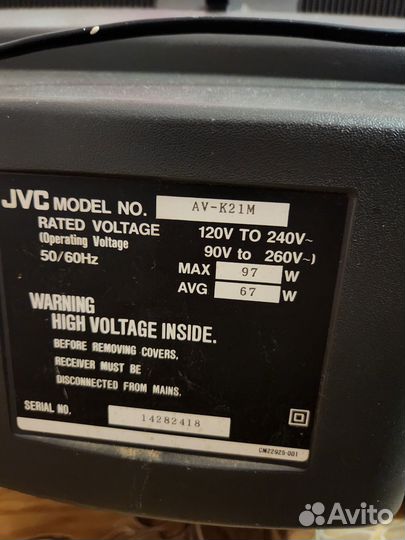 JVC MODEL NO. AV-K21M
RATED VOLTAGE 120V TO 240V~
(Operating Voltage 90V to 260V~)
50/60Hz MAX 97 W
AVG 67 W
WARNING
HIGH VOLTAGE INSIDE.
BEFORE REMOVING COVERS,
RECEIVER MUST BE
DISCONNECTED FROM MAINS.
SERIAL NO. 14282418
CM22925-001
Avito